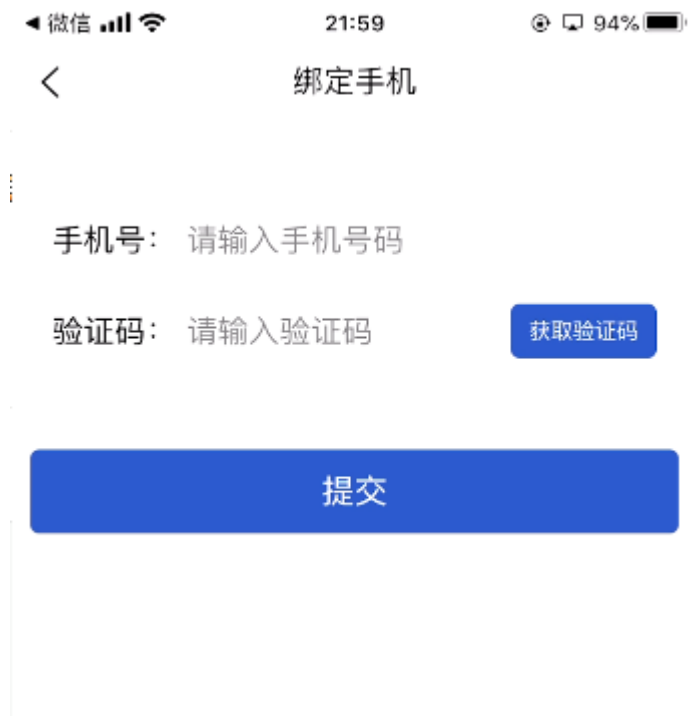 微信 21:59 94%
绑定手机
手机号： 请输入手机号码
验证码： 请输入验证码 获取验证码
提交